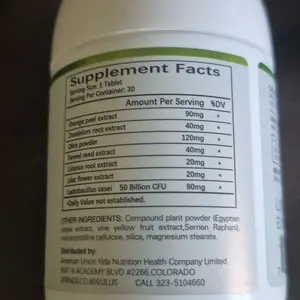 Supplement Facts
Serving Size: 1 Tablet
Serving Per Container: 30
Amount Per Serving %DV
Orange peel extract 90mg *
Dandelion root extract 40mg *
Okra powder 120mg *
Fennel seed extract 40mg *
Licorice root extract 20mg *
Lilac flower extract 20mg *
Lactobacillus casei 50 Billion CFU 90mg *
*Daily Value not established.
OTHER INGREDIENTS: Compound plant powder (Egyptian
extract, vine yellow fruit extract, Semen Raphani),
microcrystalline cellulose, silica, magnesium stearate
Distributed by:
American Union Yida Nutrition Health Company Limited
N ACADEMY BLVD #2266, COLORADO
CALL 323-5104660